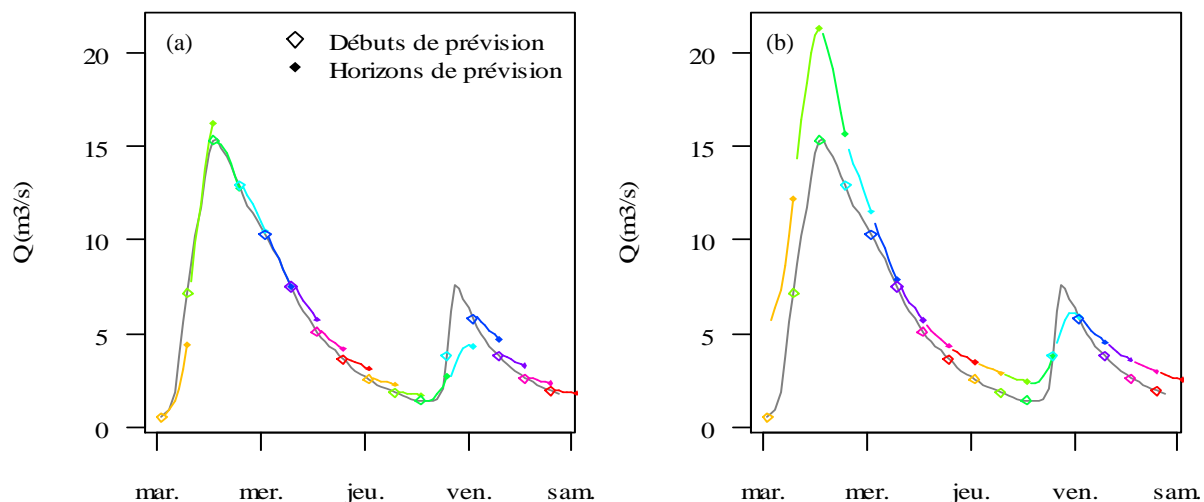 (a)
Débuts de prévision
Horizons de prévision
20
15
10
5
0
Q (m3/s)
mar. mer. jeu. ven. sam.
(b)
20
15
10
5
0
Q (m3/s)
mar. mer. jeu. ven. sam.